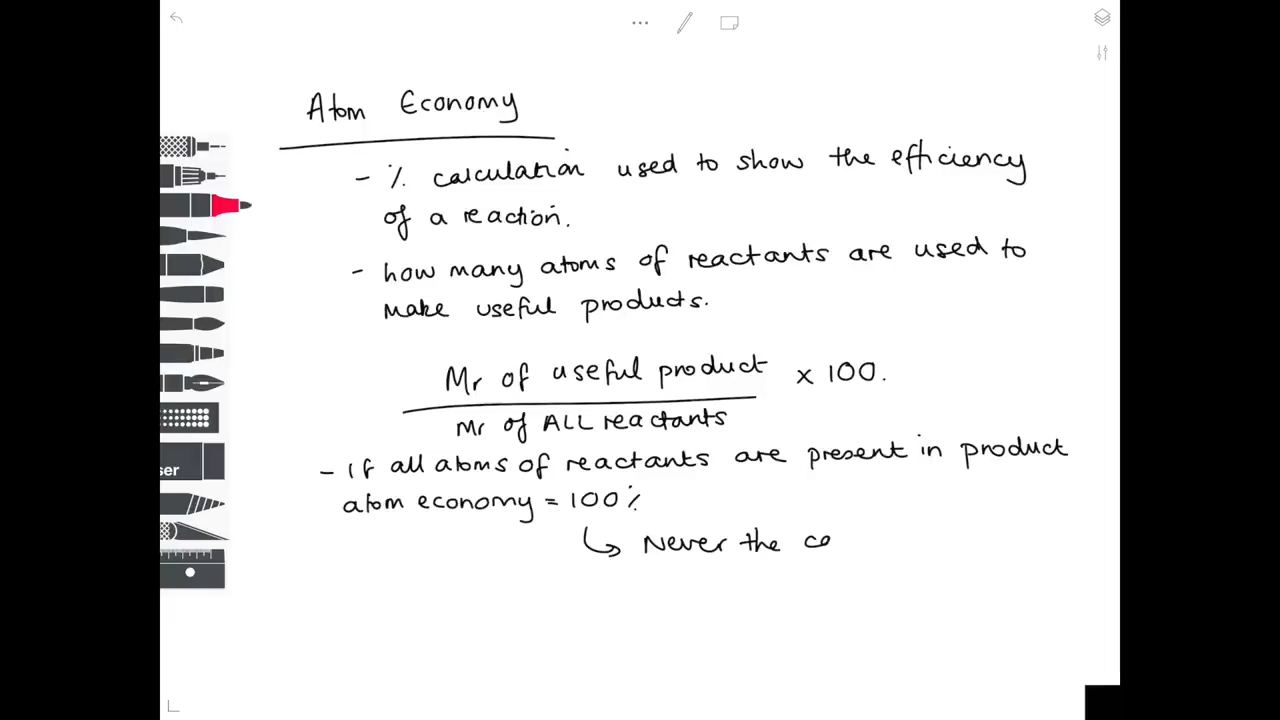 Atom Economy
- % calculation used to show the efficiency
of a reaction.
- how many atoms of reactants are used to
make useful products.
Mr of useful product x 100.
Mr of ALL reactants
- If all atoms of reactants are present in product
atom economy = 100%
↳ Never the co
ser